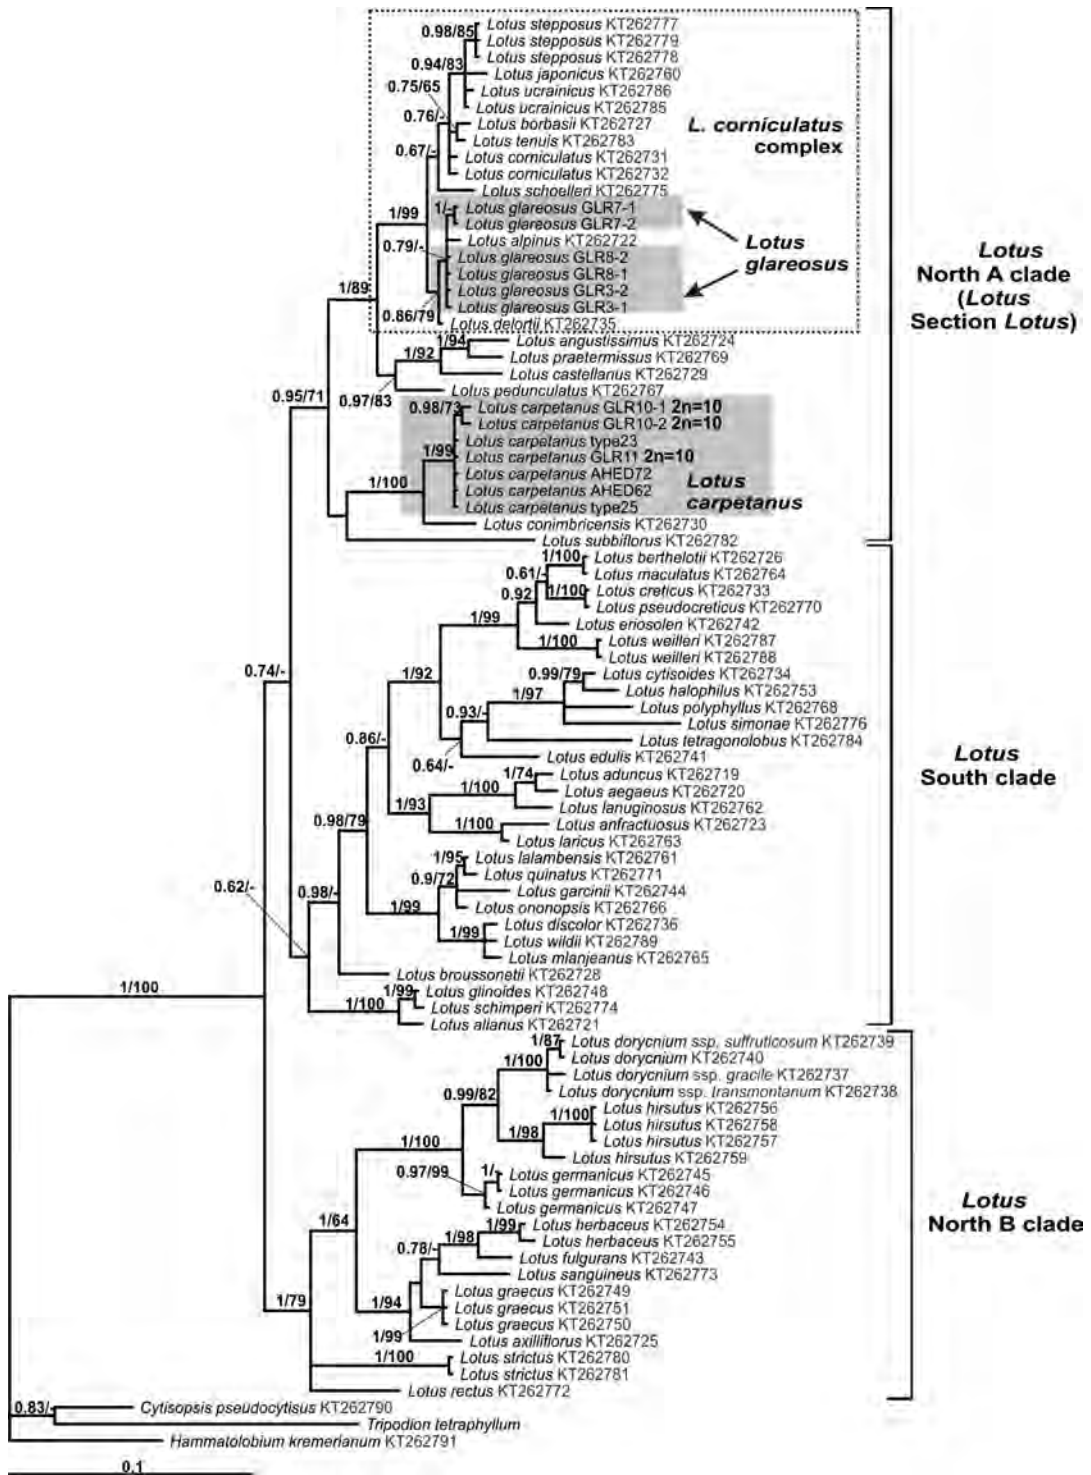 Lotus stepposus KT262777
0.98/85
Lotus stepposus KT262779
Lotus stepposus KT262778
0.94/83
Lotus japonicus KT262760
0.75/65
Lotus ucrainicus KT262786
Lotus ucrainicus KT262785
0.76/-
Lotus borbasii KT262727
L. corniculatus
complex
Lotus tenuis KT262783
0.67/-
Lotus corniculatus KT262731
Lotus corniculatus KT262732
Lotus schoelleri KT262775
1/99
1/-
Lotus glareosus GLR7-1
Lotus glareosus GLR7-2
Lotus alpinus KT262722
0.79/-
Lotus
glareosus
Lotus glareosus GLR8-2
Lotus glareosus GLR8-1
1/89
Lotus glareosus GLR3-2
Lotus glareosus GLR3-1
0.86/79
Lotus delortii KT262735
Lotus
North A clade
(Lotus
Section Lotus)
1/94
Lotus angustissimus KT262724
1/92
Lotus praetermissus KT262769
Lotus castellanus KT262729
0.97/83
Lotus pedunculatus KT262767
0.95/71
0.98/73
Lotus carpetanus GLR10-1 2n=10
Lotus carpetanus GLR10-2 2n=10
Lotus carpetanus type23
1/99
Lotus carpetanus GLR11 2n=10
Lotus carpetanus AHED72
Lotus
carpetanus
1/100
Lotus carpetanus AHED62
Lotus carpetanus type25
Lotus conimbricensis KT262730
Lotus subbiflorus KT262782
1/100
Lotus berthelotii KT262726
0.61/-
Lotus maculatus KT262764
0.92
1/100
Lotus creticus KT262733
Lotus pseudocreticus KT262770
1/99
Lotus eriosolen KT262742
1/100
Lotus weilleri KT262787
Lotus weilleri KT262788
0.74/-
1/92
0.99/79
Lotus cytisoides KT262734
Lotus halophilus KT262753
1/97
Lotus polyphyllus KT262768
0.93/-
Lotus simonae KT262776
Lotus tetragonolobus KT262784
0.86/-
0.64/-
Lotus edulis KT262741
Lotus
South clade
1/74
Lotus aduncus KT262719
1/100
Lotus aegaeus KT262720
1/93
Lotus lanuginosus KT262762
1/100
Lotus anfractuosus KT262723
0.98/79
Lotus laricus KT262763
1/95
Lotus lalambensis KT262761
0.9/72
Lotus quinatus KT262771
0.62/-
0.98/-
Lotus garcinii KT262744
1/99
Lotus ononopsis KT262766
Lotus discolor KT262736
1/99
Lotus wildii KT262789
Lotus mlanjeanus KT262765
Lotus broussonetii KT262728
1/100
1/99
Lotus glinoides KT262748
1/100
Lotus schimperi KT262774
Lotus alianus KT262721
1/87
Lotus dorycnium ssp. suffruticosum KT262739
1/100
Lotus dorycnium KT262740
Lotus dorycnium ssp. gracile KT262737
0.99/82
Lotus dorycnium ssp. transmontanum KT262738
1/100
Lotus hirsutus KT262756
Lotus hirsutus KT262758
1/98
Lotus hirsutus KT262757
1/100
Lotus hirsutus KT262759
0.97/99
1/-
Lotus germanicus KT262745
Lotus germanicus KT262746
Lotus germanicus KT262747
Lotus
North B clade
1/64
1/99
Lotus herbaceus KT262754
1/98
Lotus herbaceus KT262755
0.78/-
Lotus fulgurans KT262743
Lotus sanguineus KT262773
1/79
Lotus graecus KT262749
1/94
Lotus graecus KT262751
Lotus graecus KT262750
1/99
Lotus axilliflorus KT262725
1/100
Lotus strictus KT262780
Lotus strictus KT262781
Lotus rectus KT262772
0.83/-
Cytisopsis pseudocytisus KT262790
Tripodion tetraphyllum
Hammatolobium kremerianum KT262791
0.1